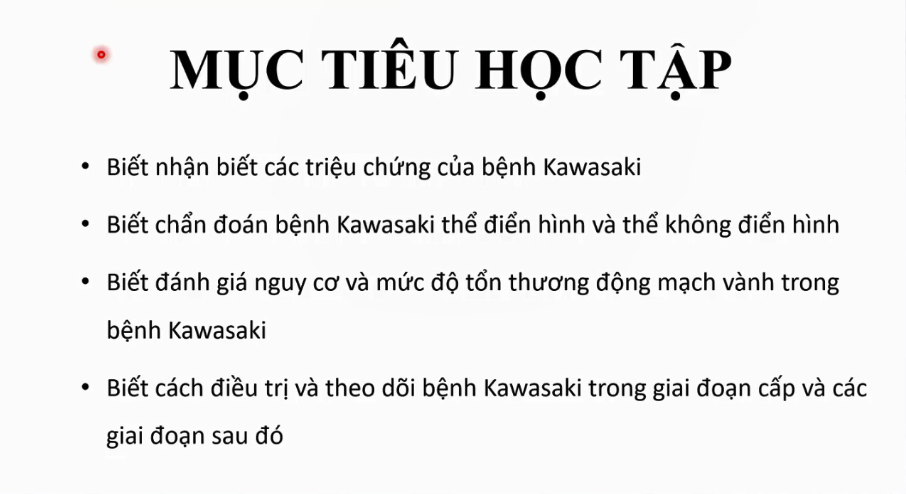 MỤC TIÊU HỌC TẬP
• Biết nhận biết các triệu chứng của bệnh Kawasaki
• Biết chẩn đoán bệnh Kawasaki thể điển hình và thể không điển hình
• Biết đánh giá nguy cơ và mức độ tổn thương động mạch vành trong
bệnh Kawasaki
• Biết cách điều trị và theo dõi bệnh Kawasaki trong giai đoạn cấp và các
giai đoạn sau đó